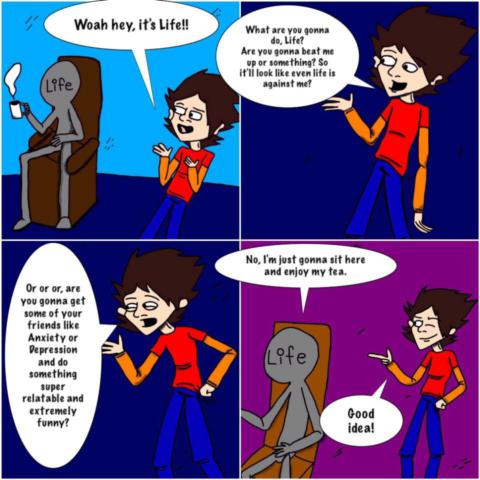 Woah hey, it's Life!!
Life
What are you gonna
do, Life?
Are you gonna beat me
up or something? So
it'll look like even life is
against me?
Or or or, are
you gonna get
some of your
friends like
Anxiety or
Depression
and do
something
super
relatable and
extremely
funny?
No, I'm just gonna sit here
and enjoy my tea.
Life
Good
idea!